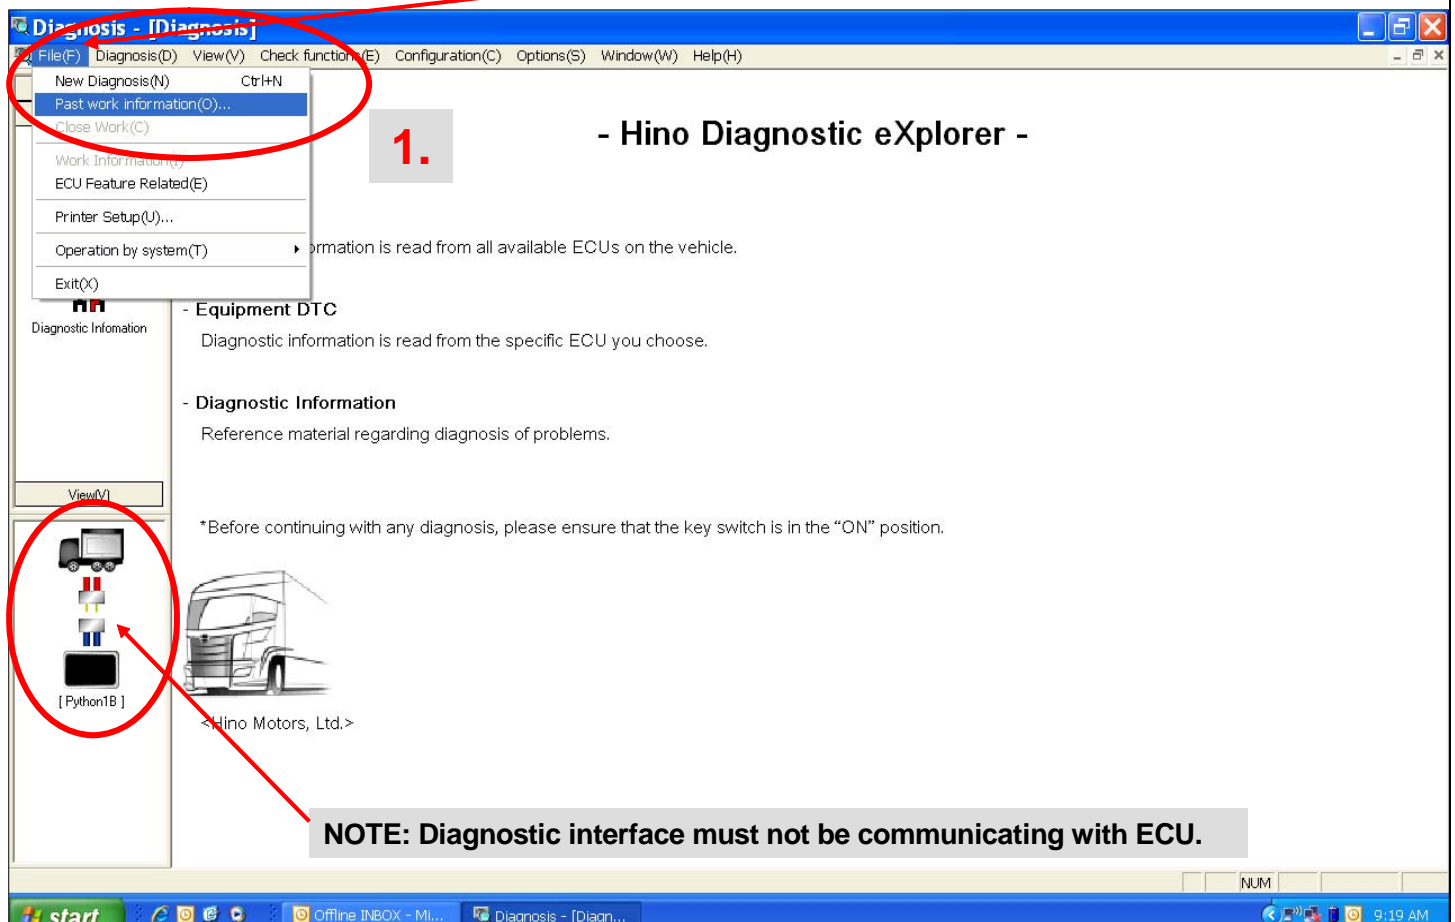 Diagnosis - [Diagnosis]
File(F) Diagnosis(D) View(V) Check functions(E) Configuration(C) Options(S) Window(W) Help(H)
New Diagnosis(N) Ctrl+N
Past work information(O)...
Close Work(C)
Work Information(I)
ECU Feature Related(E)
Printer Setup(U)...
Operation by system(T)
Exit(X)
1.
- Hino Diagnostic eXplorer -
is read from all available ECUs on the vehicle.
Diagnostic Infomation
- Equipment DTC
Diagnostic information is read from the specific ECU you choose.
- Diagnostic Information
Reference material regarding diagnosis of problems.
View(V)
*Before continuing with any diagnosis, please ensure that the key switch is in the “ON” position.
[ Python1B ]
<Hino Motors, Ltd.>
NOTE: Diagnostic interface must not be communicating with ECU.
NUM
start
Offline INBOX - Mi...
Diagnosis - [Diagn...
9:19 AM